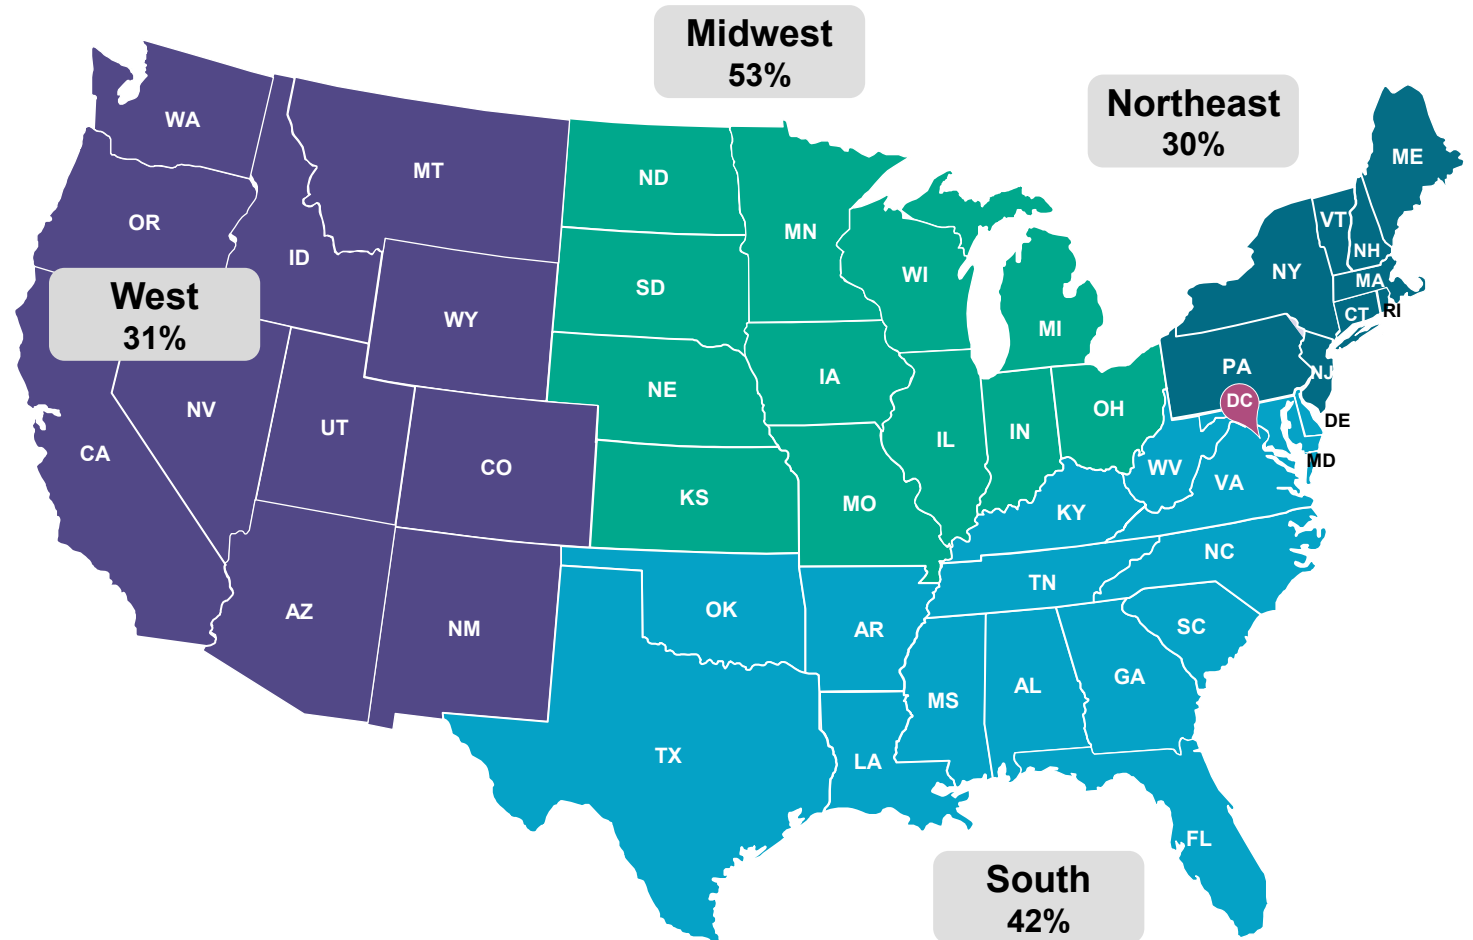 Midwest
53%
Northeast
30%
West
31%
South
42%
WA
OR
CA
NV
ID
MT
WY
UT
CO
AZ
NM
ND
SD
NE
KS
MN
IA
MO
WI
IL
MI
IN
OH
OK
TX
AR
LA
MS
AL
TN
KY
WV
VA
NC
SC
GA
FL
DC
MD
DE
PA
NJ
NY
CT
RI
MA
VT
NH
ME